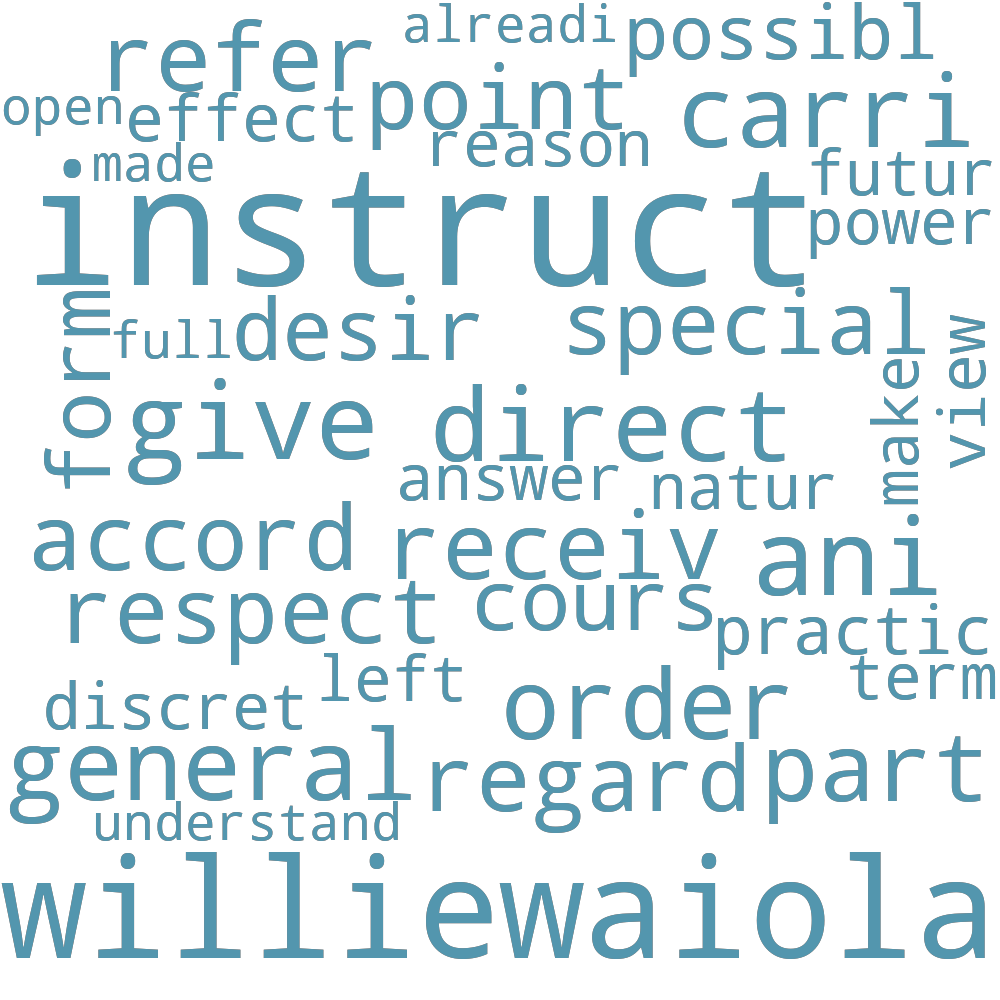 alreadi possibl
refer
open effect point carri
made reason futur
instruct power
form full desir special
give direct make view
answer natur
accord receiv ani
respect cours practic
discret left order term
general regard part
understand
williewaiola